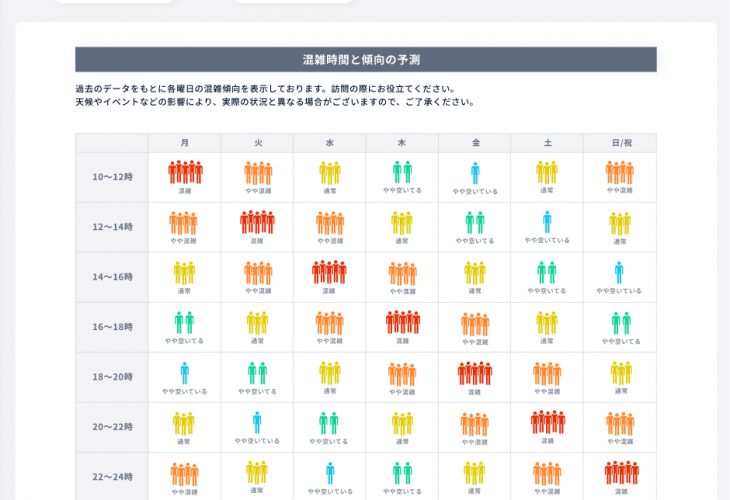 混雑時間と傾向の予測
過去のデータをもとに各曜日の混雑傾向を表示しております。訪問の際にお役立てください。
天候やイベントなどの影響により、実際の状況と異なる場合がございますので、ご了承ください。
月 火 水 木 金 土 日/祝
10～12時 混雑 やや混雑 通常 やや空いてる やや空いている 通常 やや混雑
12～14時 やや混雑 混雑 やや混雑 通常 やや空いてる やや空いている 通常
14～16時 通常 やや混雑 混雑 やや混雑 通常 やや空いてる やや空いている
16～18時 やや空いてる 通常 やや混雑 混雑 やや混雑 通常 やや空いてる
18～20時 やや空いている やや空いてる 通常 やや混雑 混雑 やや混雑 通常
20～22時 通常 やや空いている やや空いてる 通常 やや混雑 混雑 やや混雑
22～24時 やや混雑 通常 やや空いている やや空いてる 通常 やや混雑 混雑